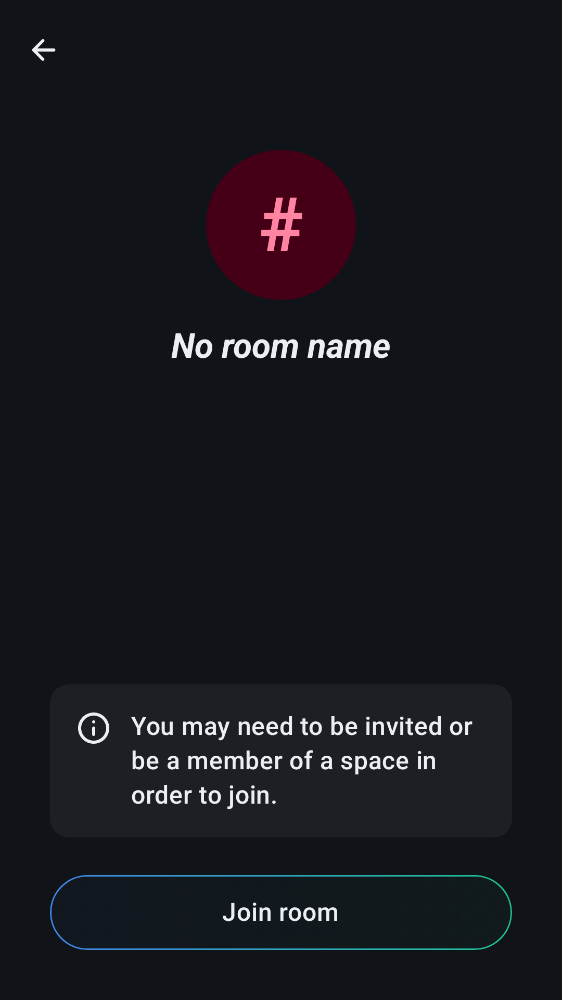 #
No room name
You may need to be invited or
be a member of a space in
order to join.
Join room